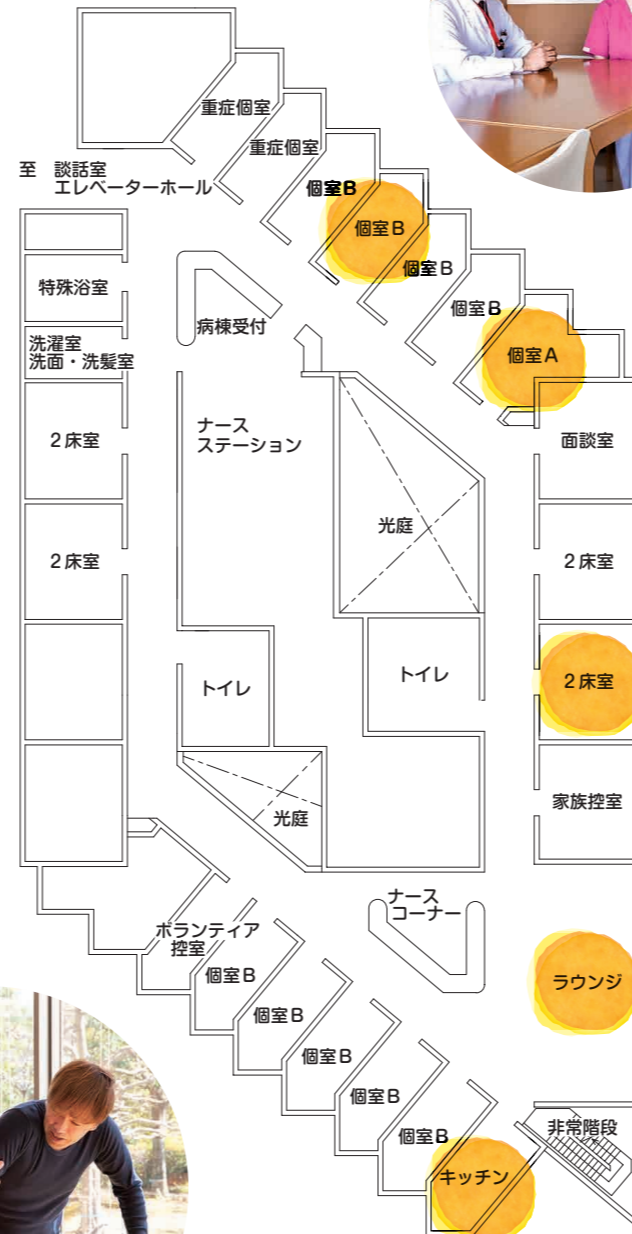 重症個室
重症個室
至　談話室
エレベーターホール
個室B
個室B
個室B
特殊浴室
個室B
病棟受付
洗濯室
洗面・洗髪室
個室A
2床室
ナース
ステーション
面談室
光庭
2床室
2床室
トイレ
トイレ
2床室
家族控室
光庭
ナース
コーナー
ボランティア
控室
個室B
ラウンジ
個室B
個室B
個室B
個室B
非常階段
キッチン